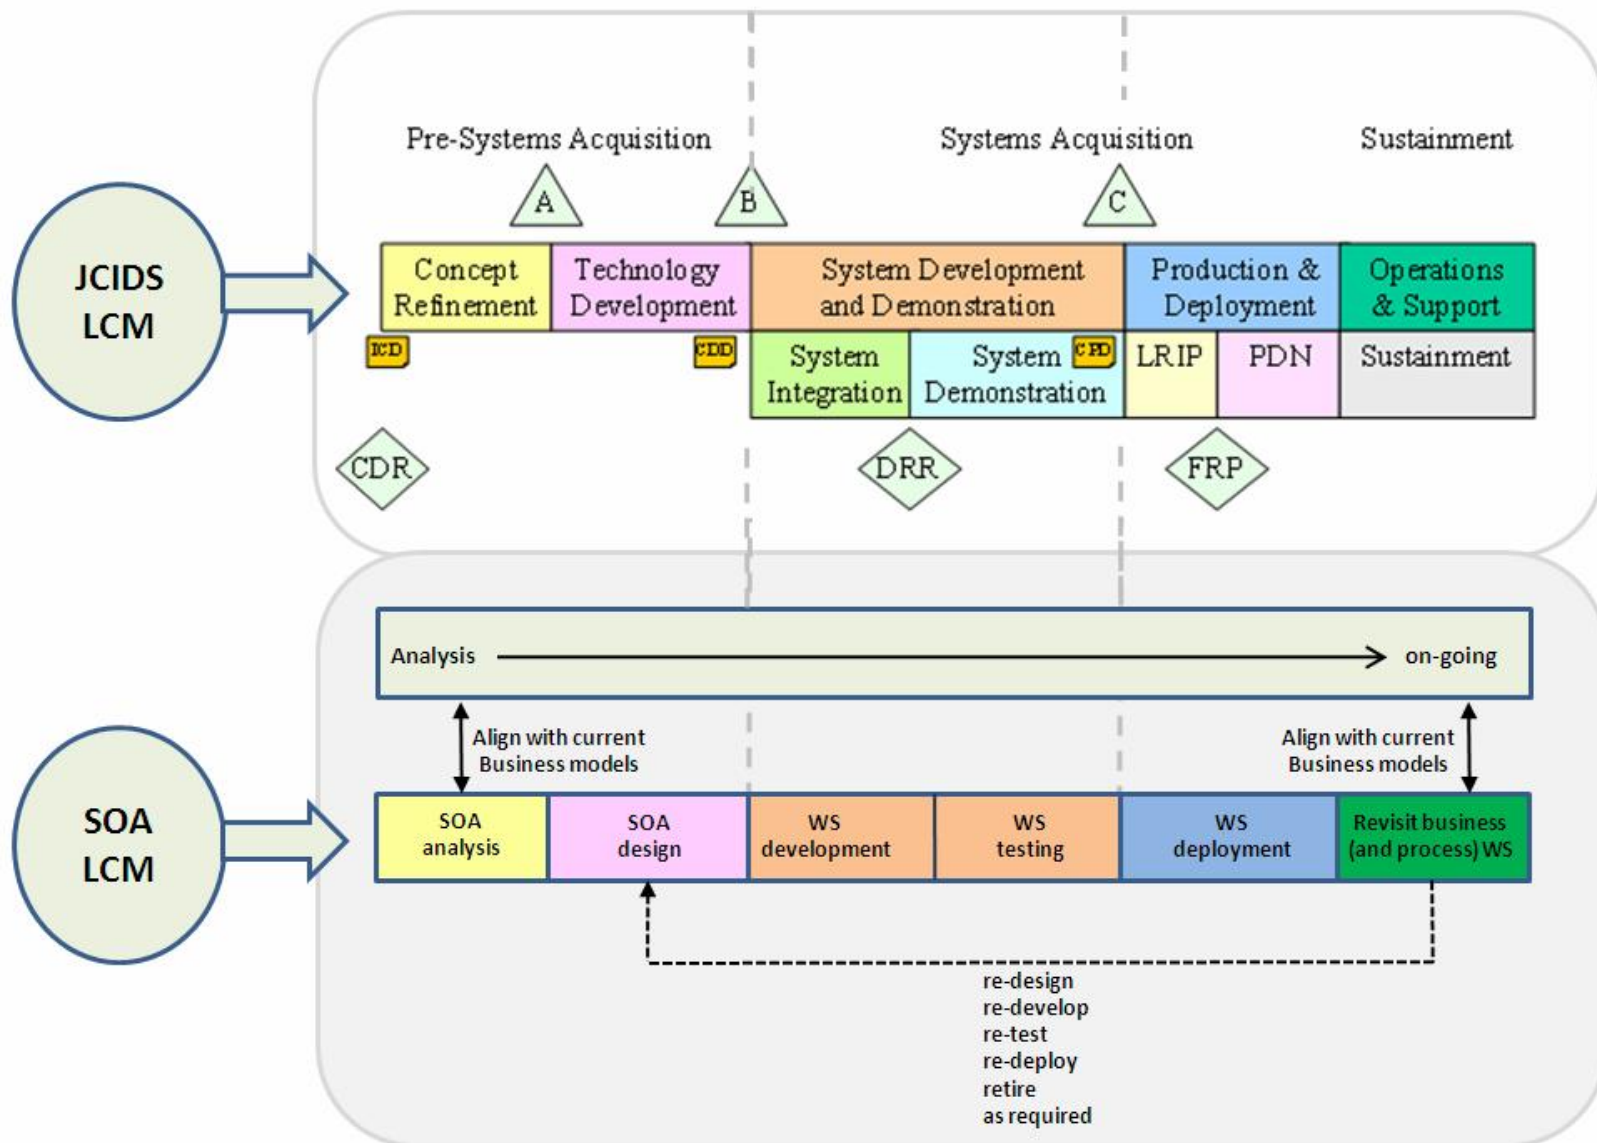 Pre-Systems Acquisition
Systems Acquisition
Sustainment
A
B
C
JCIDS
LCM
Concept
Refinement
Technology
Development
System Development
and Demonstration
Production &
Deployment
Operations
& Support
ICD
CDD
System
Integration
System
Demonstration
CPD
LRIP
PDN
Sustainment
CDR
DRR
FRP
Analysis
on-going
Align with current
Business models
Align with current
Business models
SOA
LCM
SOA
analysis
SOA
design
WS
development
WS
testing
WS
deployment
Revisit business
(and process) WS
re-design
re-develop
re-test
re-deploy
retire
as required